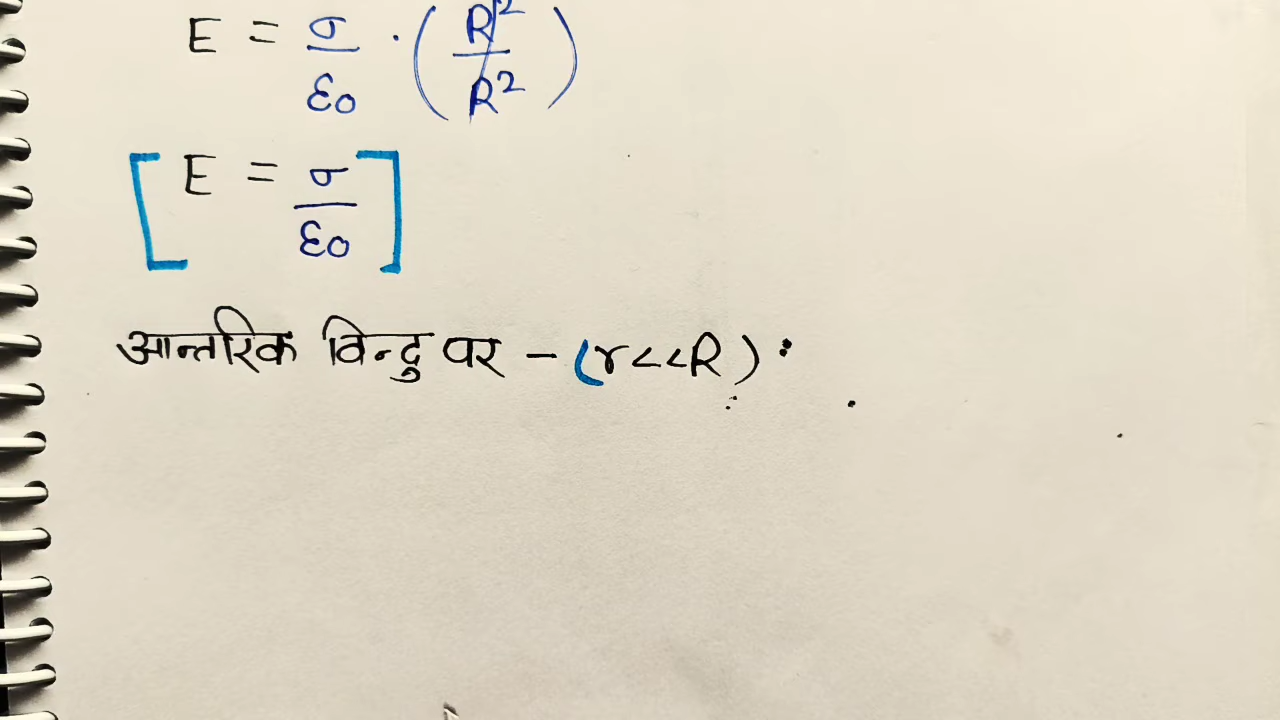 E = σ/ε0 · (R²/R²)
[E = σ/ε0]
आन्तरिक विन्दु पर – (r<<R) :